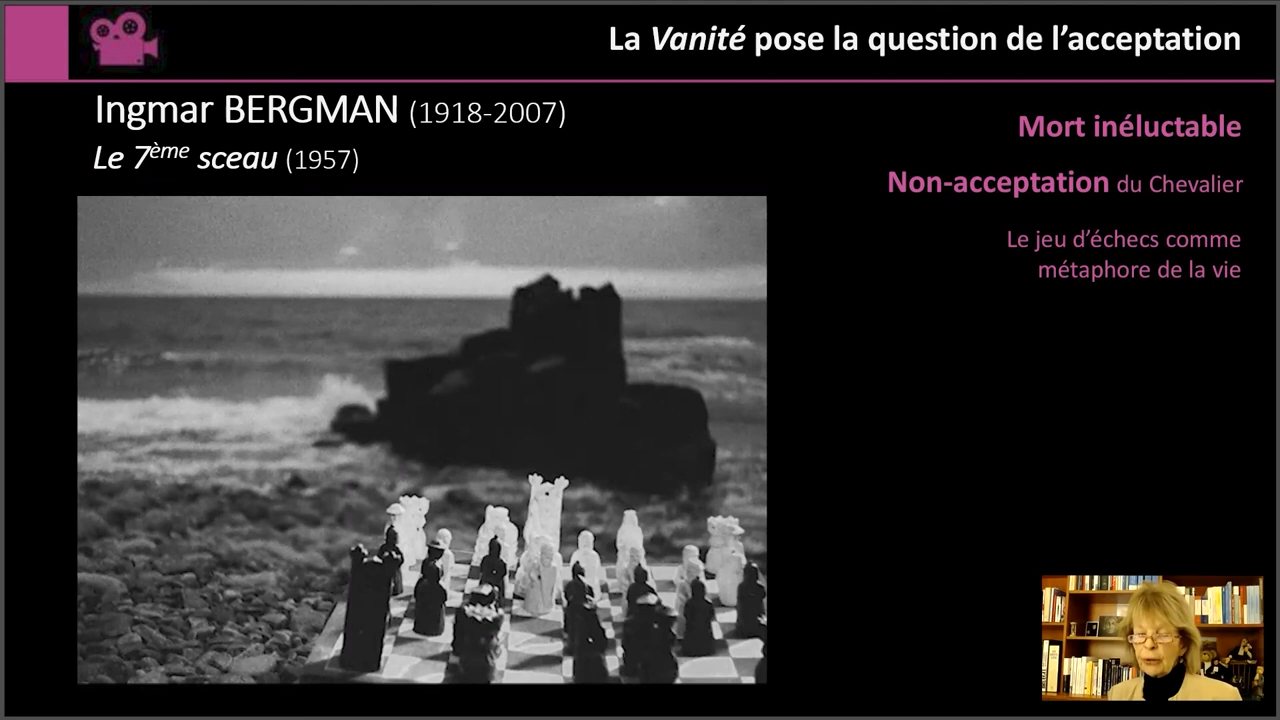 La Vanité pose la question de l’acceptation
Ingmar BERGMAN (1918-2007)
Le 7ème sceau (1957)
Mort inéluctable
Non-acceptation du Chevalier
Le jeu d’échecs comme
métaphore de la vie